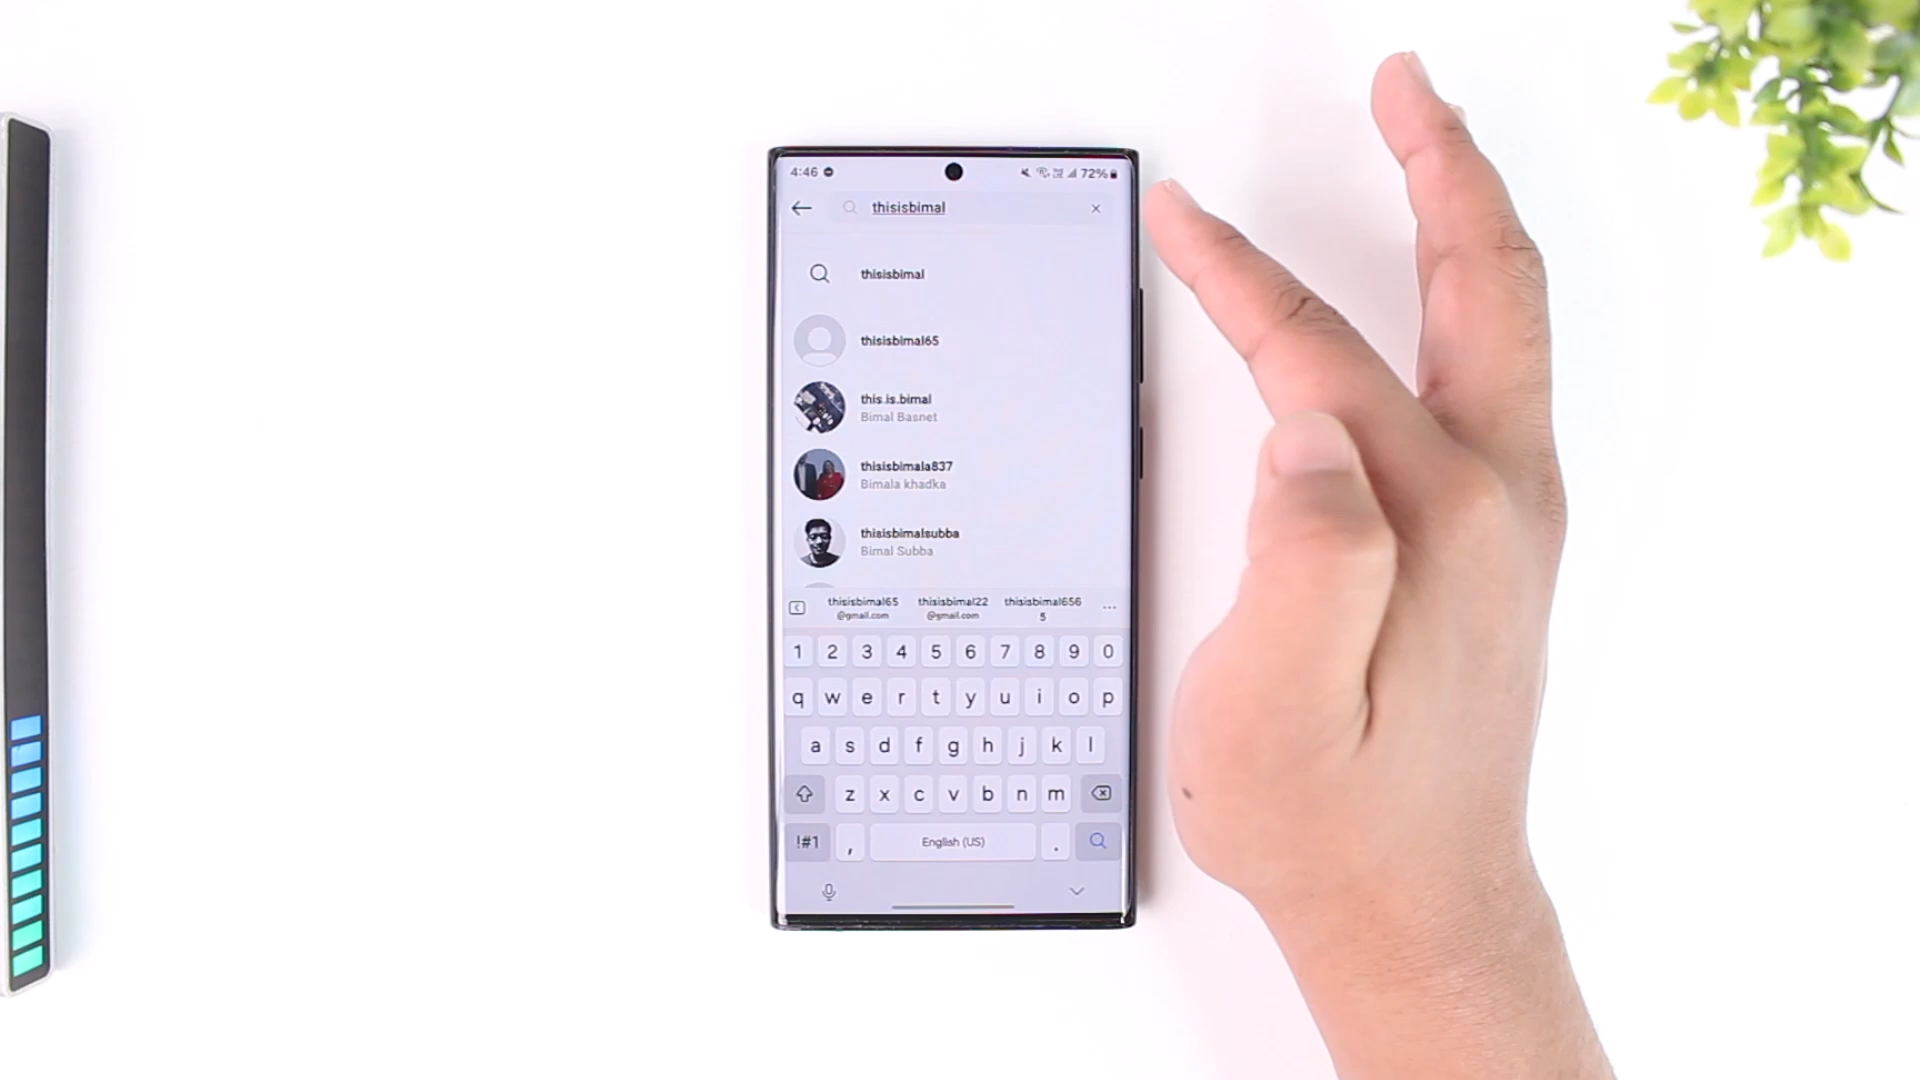 4:46
72%
thisisbimal
thisisbimal
thisisbimal65
this.is.bimal
Bimal Basnet
thisisbimala837
Bimala khadka
thisisbimalsubba
Bimal Subba
thisisbimal65
@gmail.com
thisisbimal22
@gmail.com
thisisbimal656
5
1 2 3 4 5 6 7 8 9 0
q w e r t y u i o p
a s d f g h j k l
z x c v b n m
!#1 , English (US) .